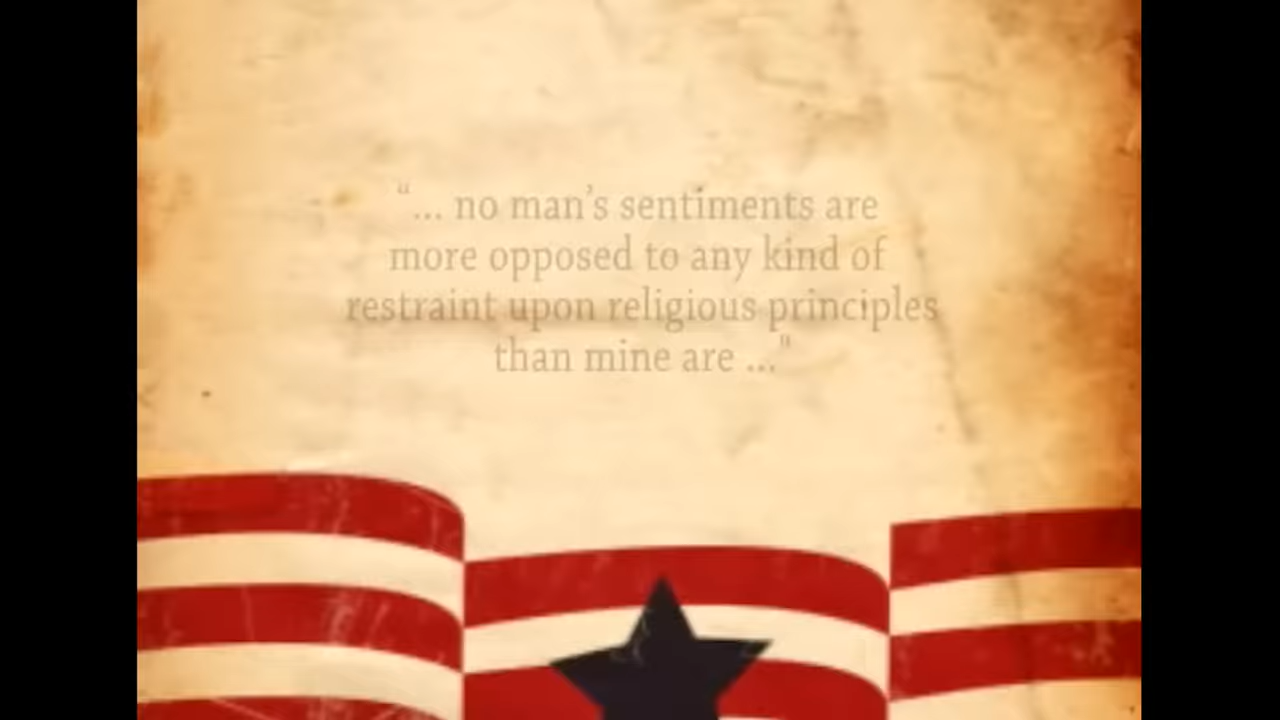 “... no man’s sentiments are
more opposed to any kind of
restraint upon religious principles
than mine are ..."